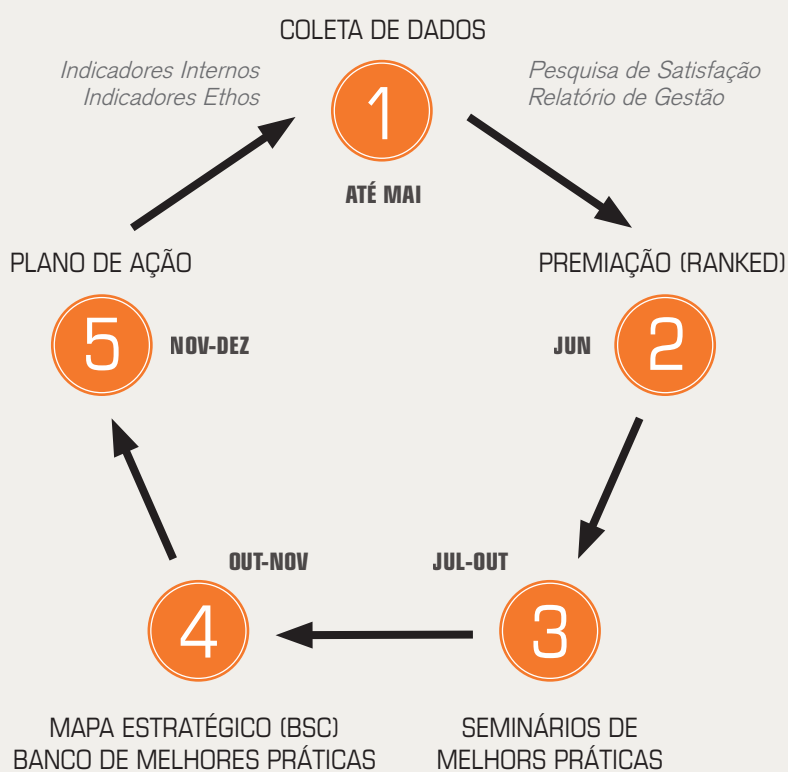 COLETA DE DADOS
Indicadores Internos
Indicadores Ethos
Pesquisa de Satisfação
Relatório de Gestão
1
ATÉ MAI
PLANO DE AÇÃO
PREMIAÇÃO (RANKED)
5
NOV-DEZ
JUN
2
OUT-NOV
JUL-OUT
4
3
MAPA ESTRATÉGICO (BSC)
BANCO DE MELHORES PRÁTICAS
SEMINÁRIOS DE
MELHORS PRÁTICAS